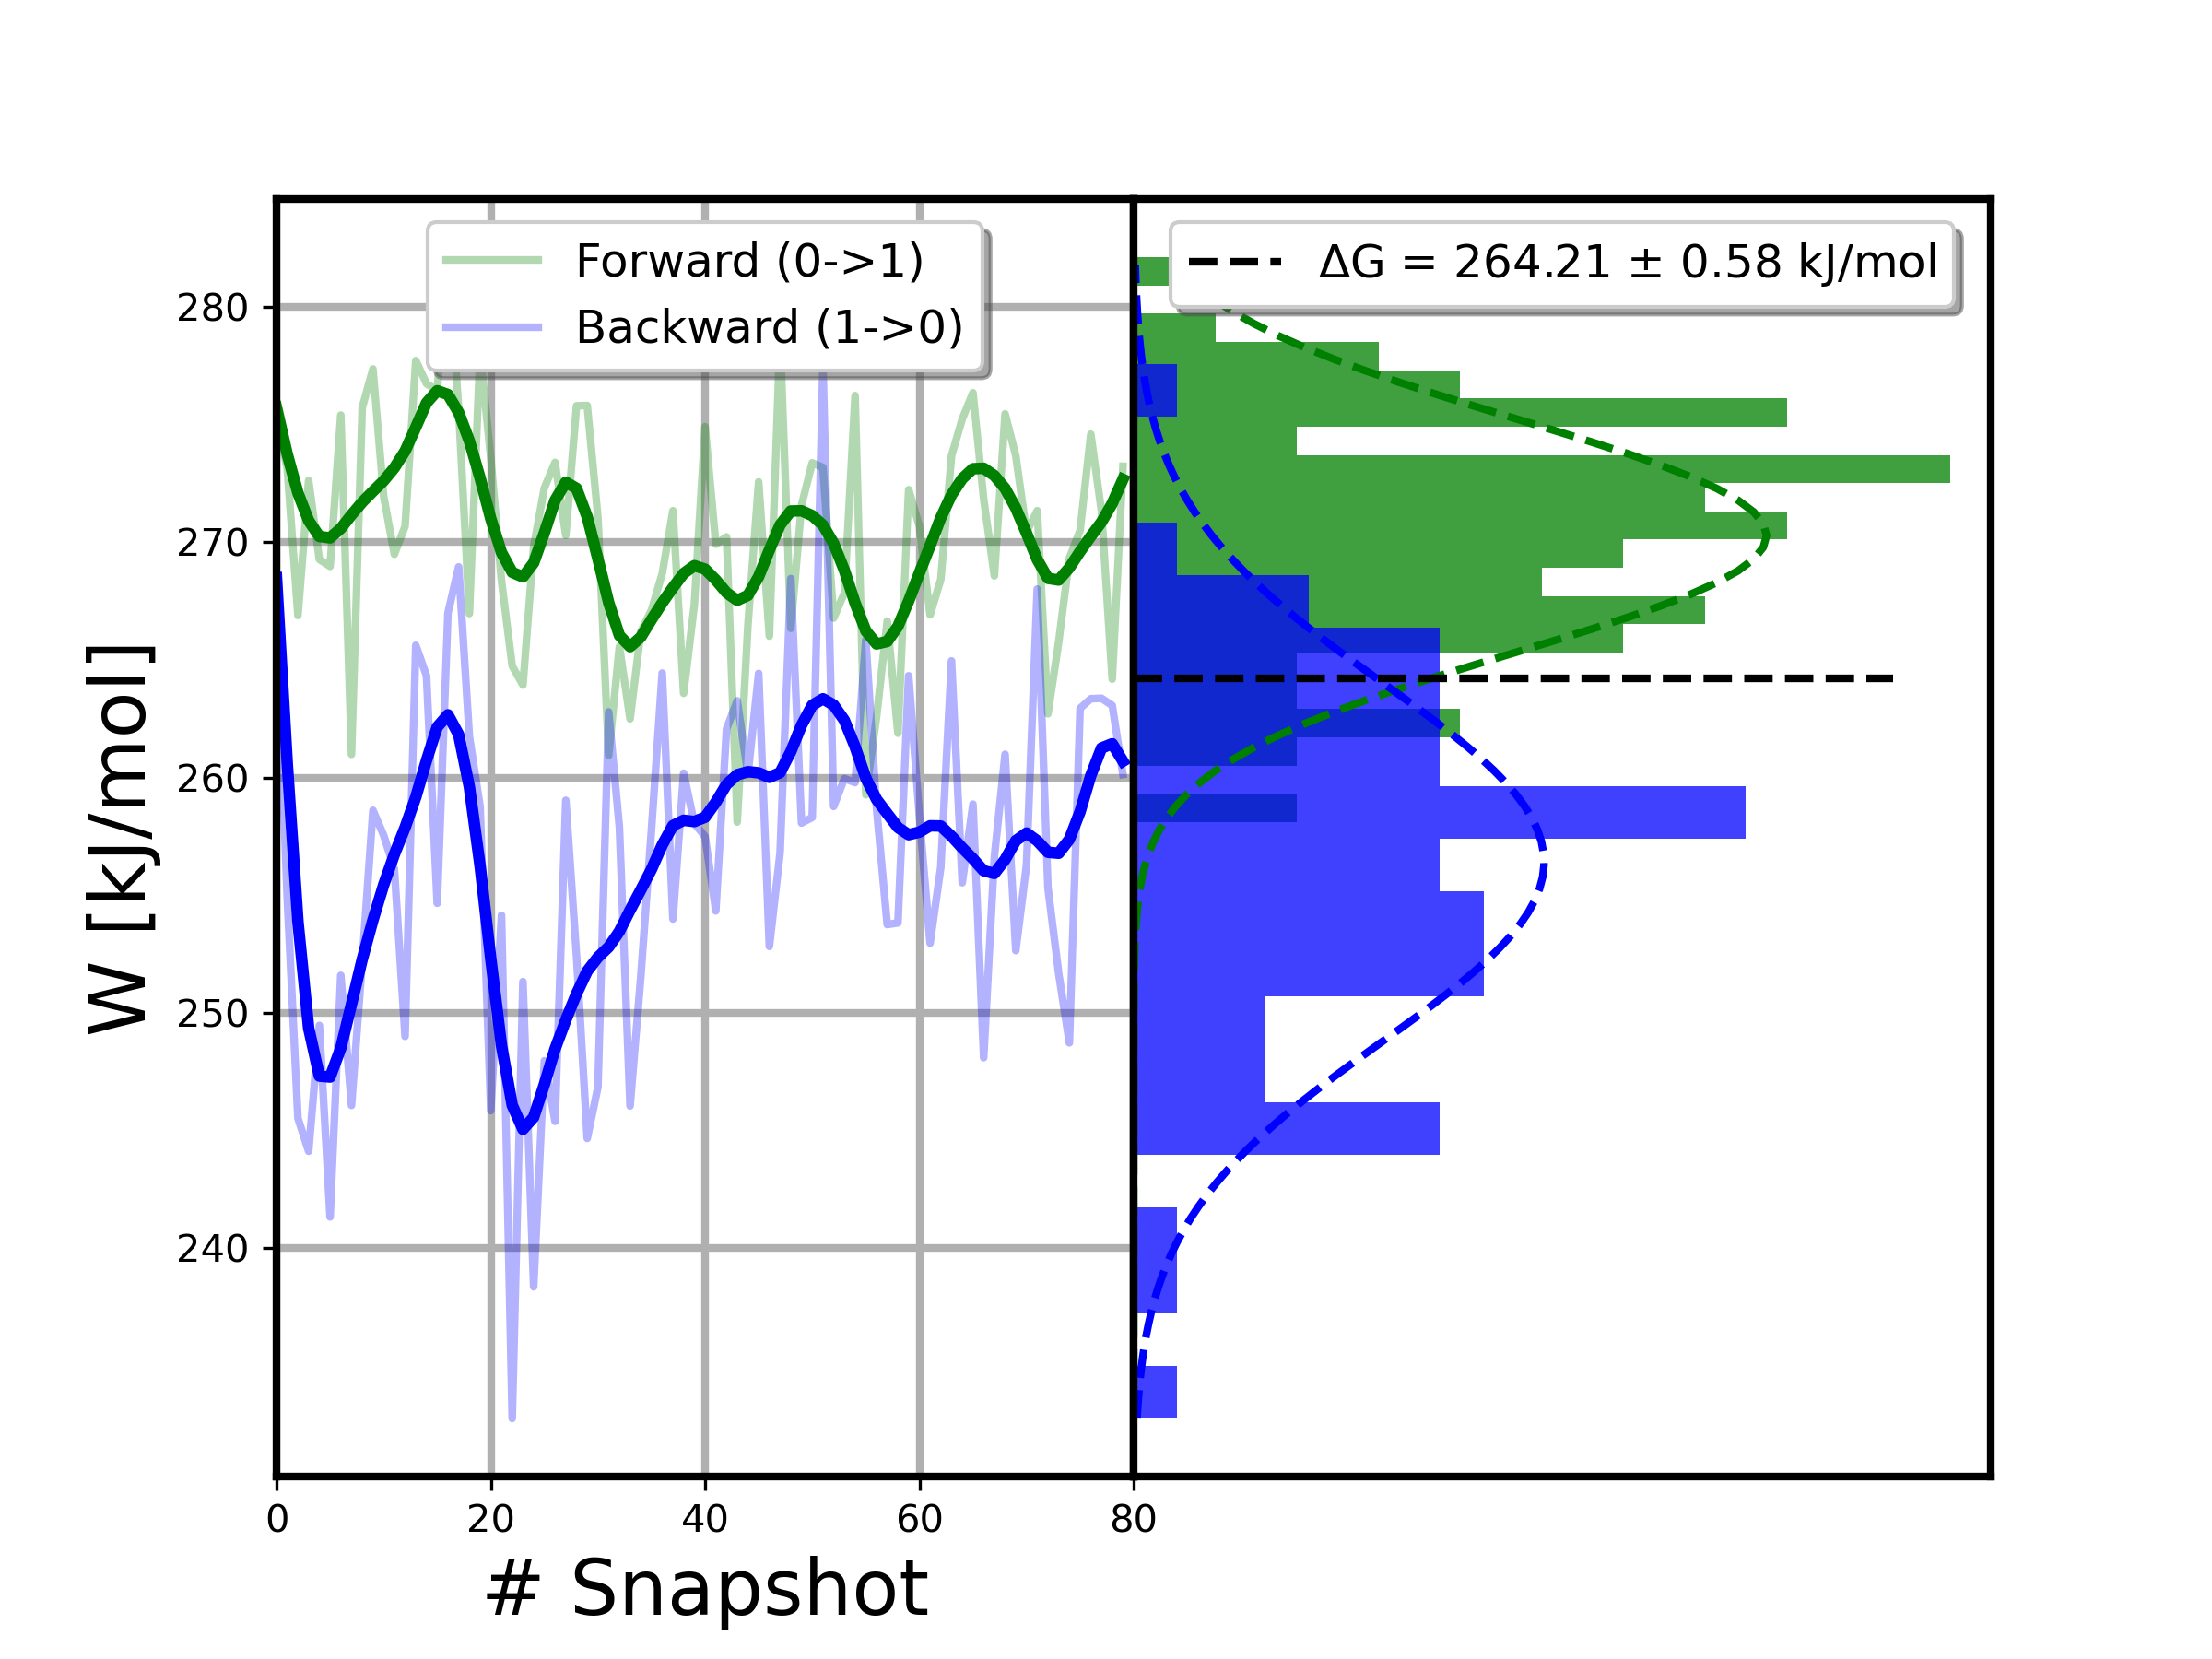 Forward (0->1)
Backward (1->0)
ΔG = 264.21 ± 0.58 kJ/mol
280
270
260
250
240
W [kJ/mol]
0 20 40 60 80
# Snapshot